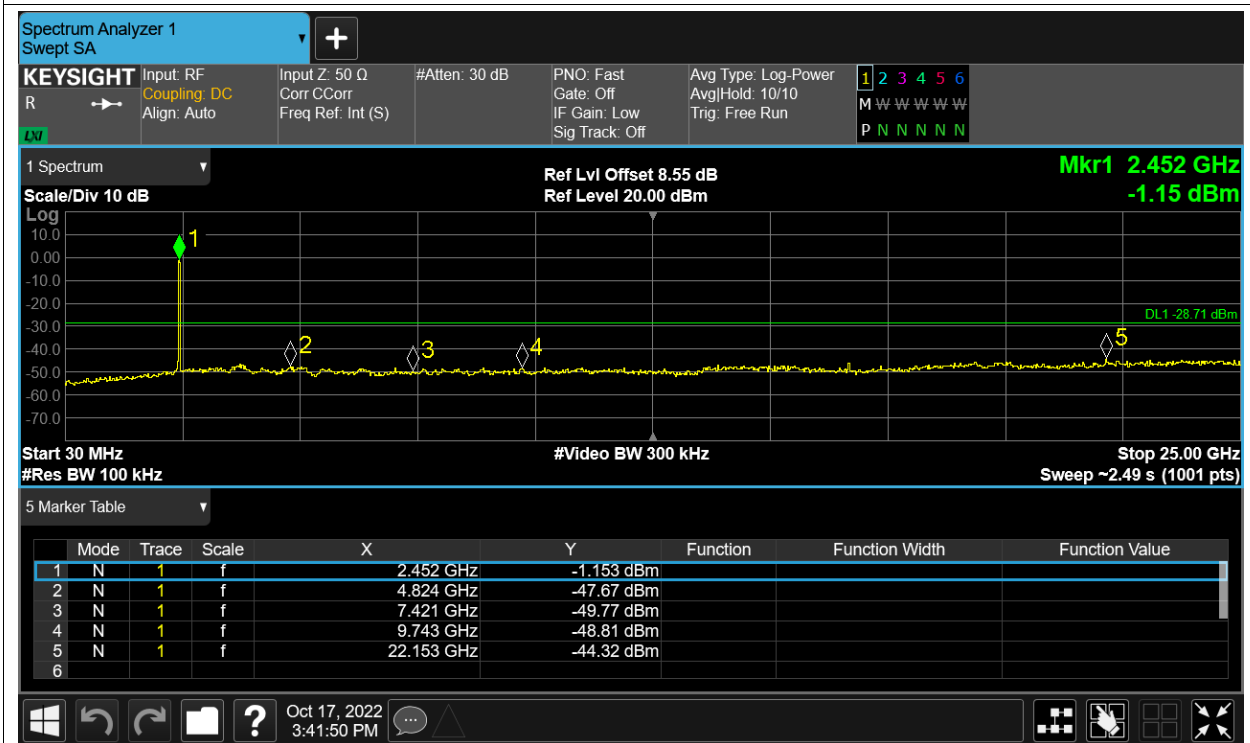 Spectrum Analyzer 1
Swept SA
KEYSIGHT Input: RF Input Z: 50 Ω #Atten: 30 dB PNO: Fast Avg Type: Log-Power 1 2 3 4 5 6
R Coupling: DC Corr CCorr Gate: Off Avg|Hold: 10/10 M W W W W W
Align: Auto Freq Ref: Int (S) IF Gain: Low Trig: Free Run
LXI Sig Track: Off P N N N N N
1 Spectrum Ref Lvl Offset 8.55 dB Mkr1 2.452 GHz
Scale/Div 10 dB Ref Level 20.00 dBm -1.15 dBm
Log
10.0
1
0.00
-10.0
-20.0
DL1 -28.71 dBm
-30.0
-40.0 2 3 4 5
-50.0
-60.0
-70.0
Start 30 MHz #Video BW 300 kHz Stop 25.00 GHz
#Res BW 100 kHz Sweep ~2.49 s (1001 pts)
5 Marker Table
Mode Trace Scale X Y Function Function Width Function Value
1 N 1 f 2.452 GHz -1.153 dBm
2 N 1 f 4.824 GHz -47.67 dBm
3 N 1 f 7.421 GHz -49.77 dBm
4 N 1 f 9.743 GHz -48.81 dBm
5 N 1 f 22.153 GHz -44.32 dBm
6
? Oct 17, 2022
3:41:50 PM